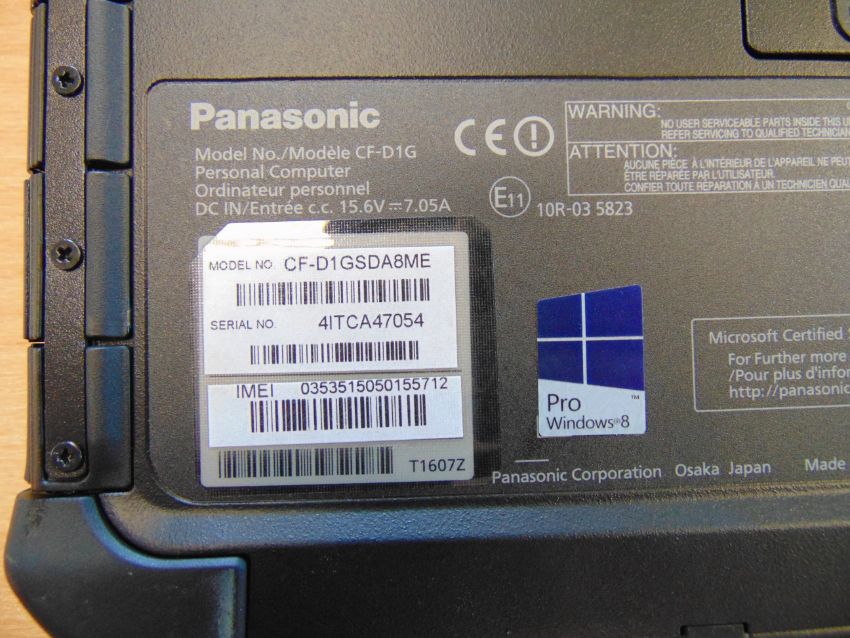 Panasonic
Model No./Modèle CF-D1G
Personal Computer
Ordinateur personnel
DC IN/Entrée c.c. 15.6V⎓7.05A
CE
WARNING:
NO USER SERVICEABLE PARTS INSIDE THIS
REFER SERVICING TO QUALIFIED TECHNICIAN
ATTENTION:
AUCUNE PIÈCE À L'INTÉRIEUR DE L'APPAREIL NE
ÊTRE RÉPARÉE PAR L'UTILISATEUR.
CONFIER TOUTE RÉPARATION À UN TECHNICIEN
E11 10R-03 5823
MODEL NO. CF-D1GSDA8ME
SERIAL NO. 4ITCA47054
IMEI 0353515050155712
T1607Z
Pro ™
Windows®8
Microsoft Certified
For Further more
/Pour plus d'infor
http://panasonic
Panasonic Corporation Osaka Japan Made